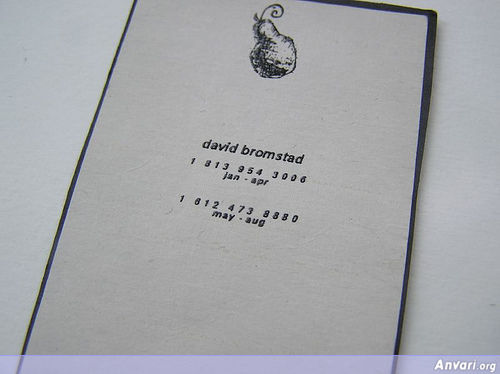 david bromstad
1 813 954 3006
jan - apr
1 612 473 8880
may - aug
Anvari.org